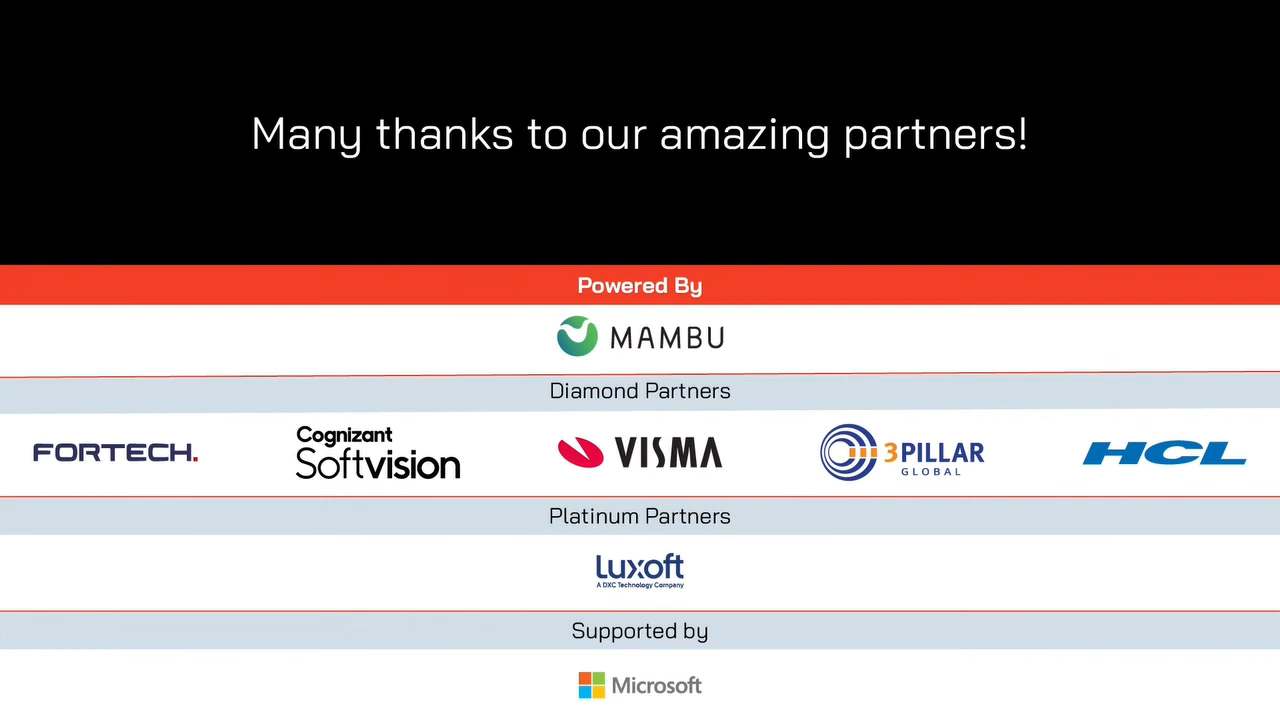 Many thanks to our amazing partners!
Powered By
MAMBU
Diamond Partners
FORTECH.
Cognizant
Softvision
VISMA
3PILLAR
GLOBAL
HCL
Platinum Partners
Luxoft
A DXC Technology Company
Supported by
Microsoft